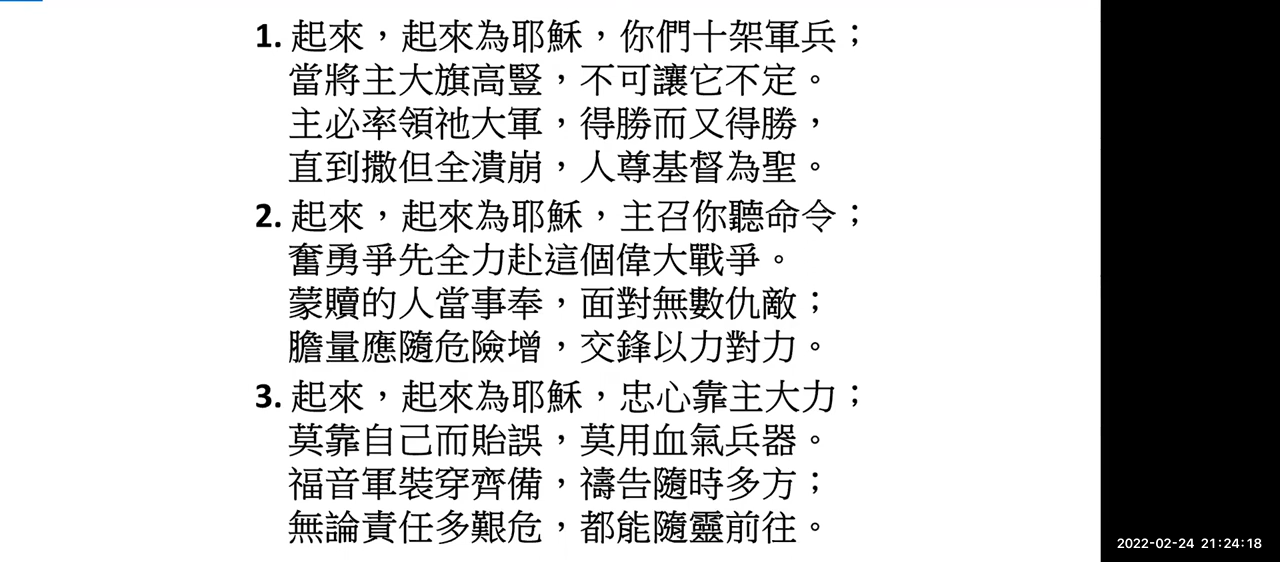 1. 起來，起來為耶穌，你們十架軍兵；
當將主大旗高豎，不可讓它不定。
主必率領祂大軍，得勝而又得勝，
直到撒但全潰崩，人尊基督為聖。
2. 起來，起來為耶穌，主召你聽命令；
奮勇爭先全力赴這個偉大戰爭。
蒙贖的人當事奉，面對無數仇敵；
膽量應隨危險增，交鋒以力對力。
3. 起來，起來為耶穌，忠心靠主大力；
莫靠自己而貽誤，莫用血氣兵器。
福音軍裝穿齊備，禱告隨時多方；
無論責任多艱危，都能隨靈前往。
2022-02-24 21:24:18